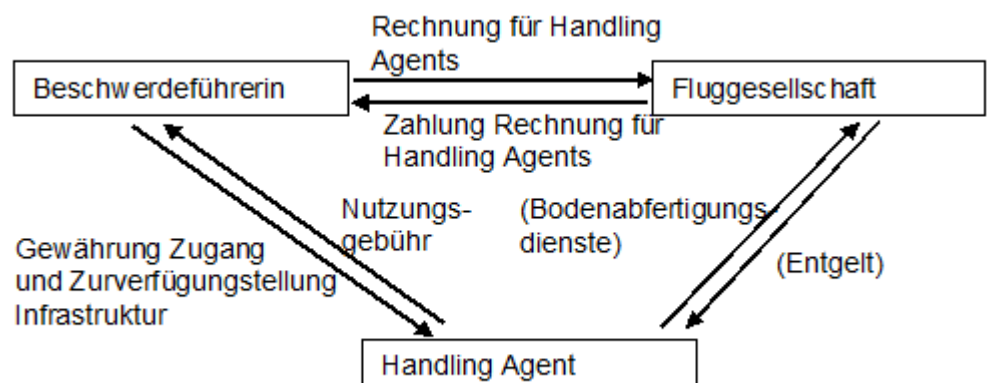 Rechnung für Handling
Agents
Beschwerdeführerin
Fluggesellschaft
Zahlung Rechnung für
Handling Agents
Nutzungs-
gebühr
(Bodenabfertigungs-
dienste)
Gewährung Zugang
und Zurverfügungstellung
Infrastruktur
(Entgelt)
Handling Agent